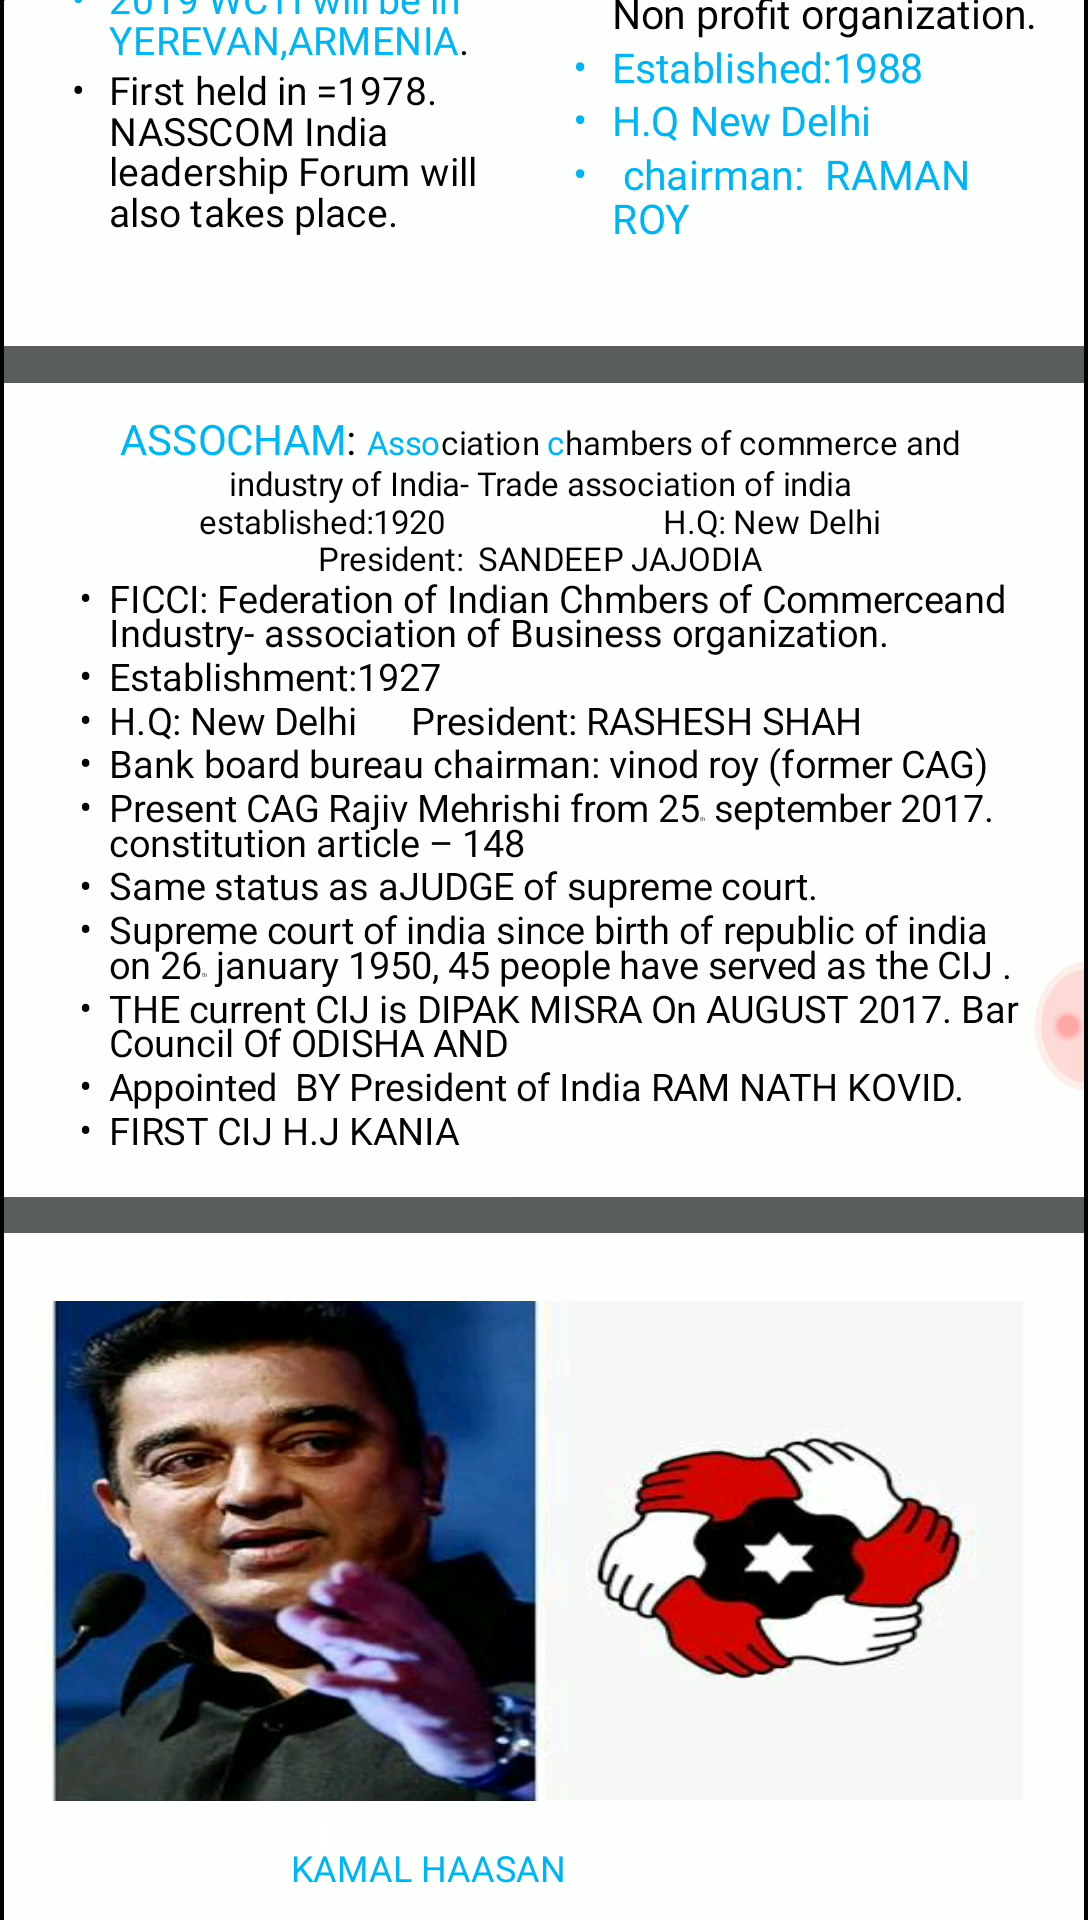 2019 WCTI will be in
YEREVAN,ARMENIA.
• First held in =1978.
NASSCOM India
leadership Forum will
also takes place.
Non profit organization.
• Established:1988
• H.Q New Delhi
• chairman: RAMAN
ROY
ASSOCHAM: Association chambers of commerce and
industry of India- Trade association of india
established:1920 H.Q: New Delhi
President: SANDEEP JAJODIA
• FICCI: Federation of Indian Chmbers of Commerceand
Industry- association of Business organization.
• Establishment:1927
• H.Q: New Delhi President: RASHESH SHAH
• Bank board bureau chairman: vinod roy (former CAG)
• Present CAG Rajiv Mehrishi from 25th september 2017.
constitution article – 148
• Same status as aJUDGE of supreme court.
• Supreme court of india since birth of republic of india
on 26th january 1950, 45 people have served as the CIJ .
• THE current CIJ is DIPAK MISRA On AUGUST 2017. Bar
Council Of ODISHA AND
• Appointed BY President of India RAM NATH KOVID.
• FIRST CIJ H.J KANIA
KAMAL HAASAN